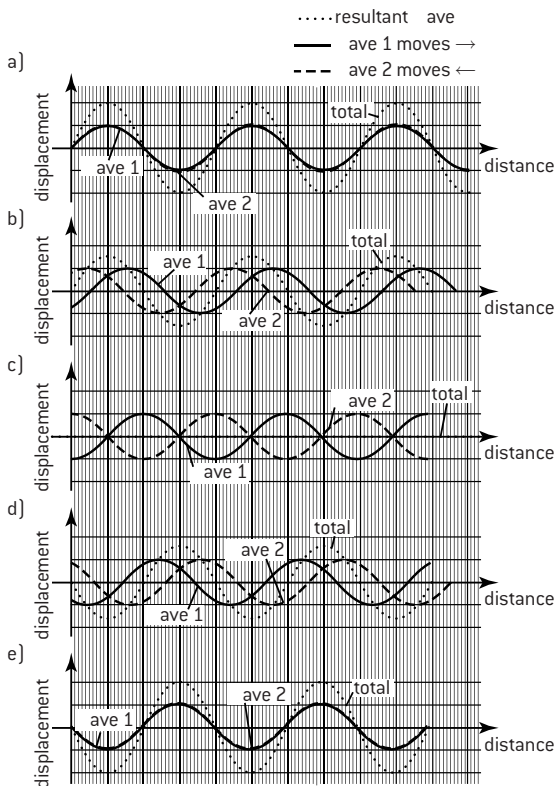 resultant ave
ave 1 moves →
ave 2 moves ←
a)
displacement
total
ave 1
ave 2
distance
b)
displacement
total
ave 1
ave 2
distance
c)
displacement
ave 2
total
ave 1
distance
d)
displacement
total
ave 2
ave 1
distance
e)
displacement
ave 1
ave 2
total
distance